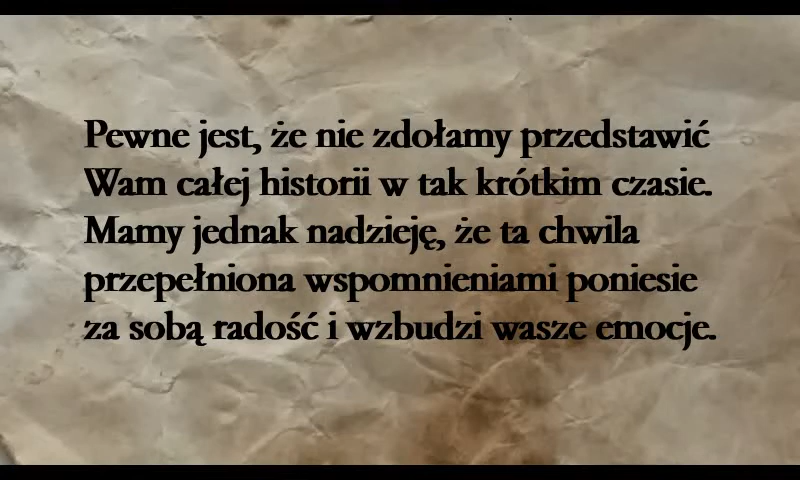 Pewne jest, że nie zdołamy przedstawić
Wam całej historii w tak krótkim czasie.
Mamy jednak nadzieję, że ta chwila
przepełniona wspomnieniami poniesie
za sobą radość i wzbudzi wasze emocje.